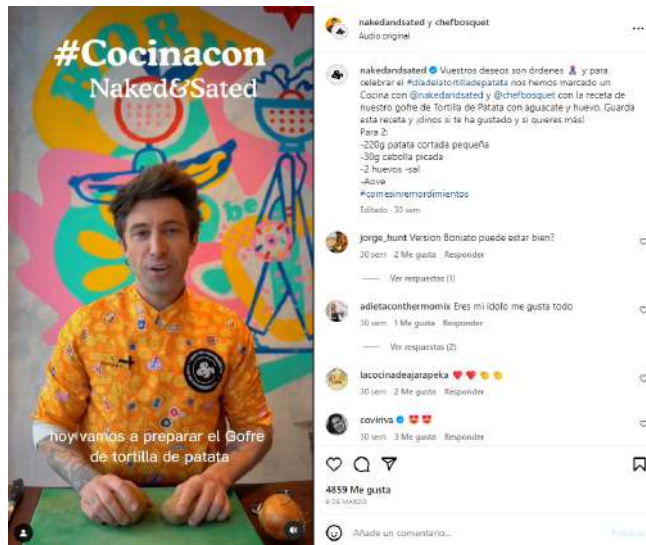 #Cocinacon
Naked&Sated
hoy vamos a preparar el Gofre
de tortilla de patata
nakedandsated y chefbosquet
Audio original
nakedandsated Vuestros deseos son órdenes 🧞‍♂️ y para
celebrar el #díadelatortilladepatata nos hemos marcado un
Cocina con @nakedandsated y @chefbosquet con la receta de
nuestro gofre de Tortilla de Patata con aguacate y huevo. Guarda
esta receta y ¡dinos si te ha gustado y si quieres más!
Para 2:
-220g patata cortada pequeña
-30g cebolla picada
-2 huevos -sal
-Aove
#comesinremordimientos
Editado · 30 sem
jorge_hunt Version Boniato puede estar bien?
30 sem 2 Me gusta Responder
Ver respuestas (1)
adietaconthermomix Eres mi ídolo me gusta todo
30 sem 1 Me gusta Responder
Ver respuestas (2)
lacocinadeajarapeka ❤️❤️👏👏
30 sem 2 Me gusta Responder
coviriva 😍😍
30 sem 3 Me gusta Responder
4859 Me gusta
6 DE MARZO
Añade un comentario...
Publicar